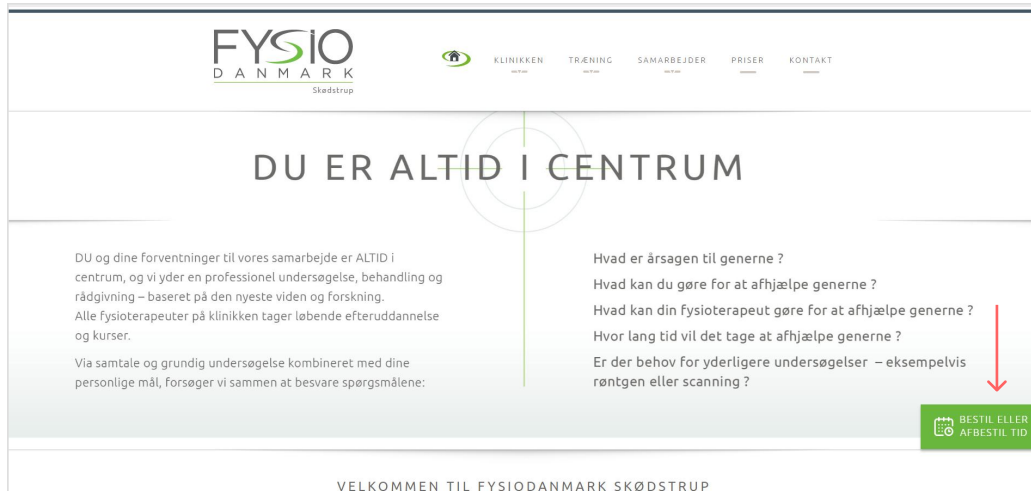 FYSIO
DANMARK
Skødstrup
KLINIKKEN TRÆNING SAMARBEJDER PRISER KONTAKT
DU ER ALTID I CENTRUM
DU og dine forventninger til vores samarbejde er ALTID i
centrum, og vi yder en professionel undersøgelse, behandling og
rådgivning – baseret på den nyeste viden og forskning.
Alle fysioterapeuter på klinikken tager løbende efteruddannelse
og kurser.
Via samtale og grundig undersøgelse kombineret med dine
personlige mål, forsøger vi sammen at besvare spørgsmålene:
Hvad er årsagen til generne ?
Hvad kan du gøre for at afhjælpe generne ?
Hvad kan din fysioterapeut gøre for at afhjælpe generne ?
Hvor lang tid vil det tage at afhjælpe generne ?
Er der behov for yderligere undersøgelser – eksempelvis
røntgen eller scanning ?
BESTIL ELLER
AFBESTIL TID
VELKOMMEN TIL FYSIODANMARK SKØDSTRUP